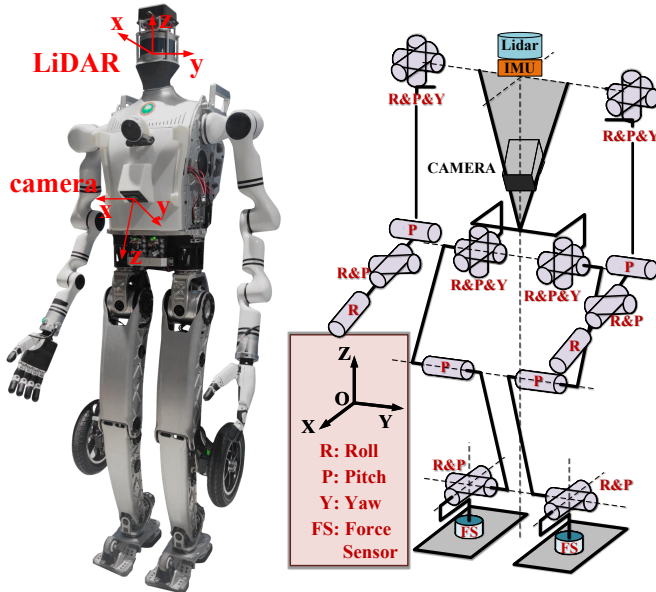 z
x
y
LiDAR
camera
x
y
z
Lidar
IMU
R&P&Y
R&P&Y
CAMERA
P
P
R&P
R&P&Y
R&P&Y
R&P
R
R
P
P
Z
O
X
Y
R: Roll
P: Pitch
Y: Yaw
FS: Force
Sensor
R&P
R&P
FS
FS